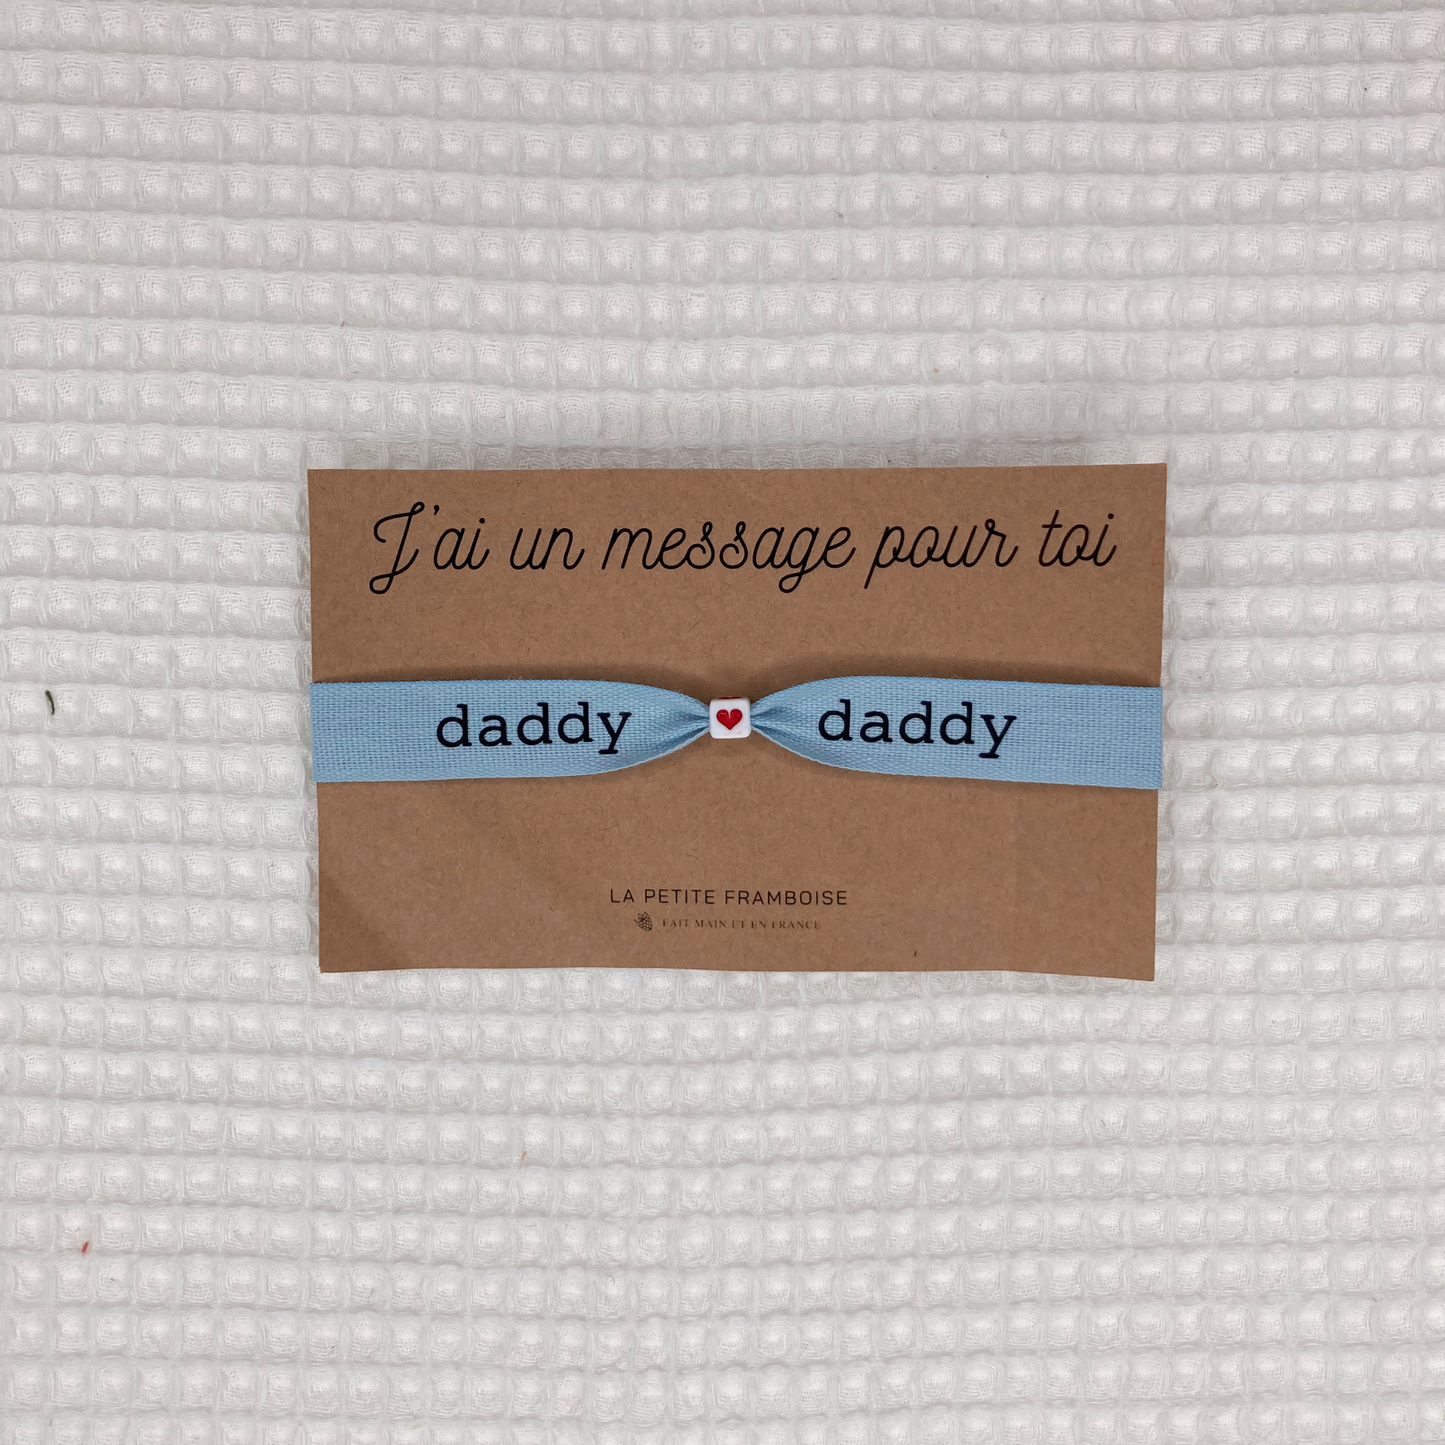 J'ai un message pour toi
daddy daddy
LA PETITE FRAMBOISE
FAIT MAIN ET EN FRANCE